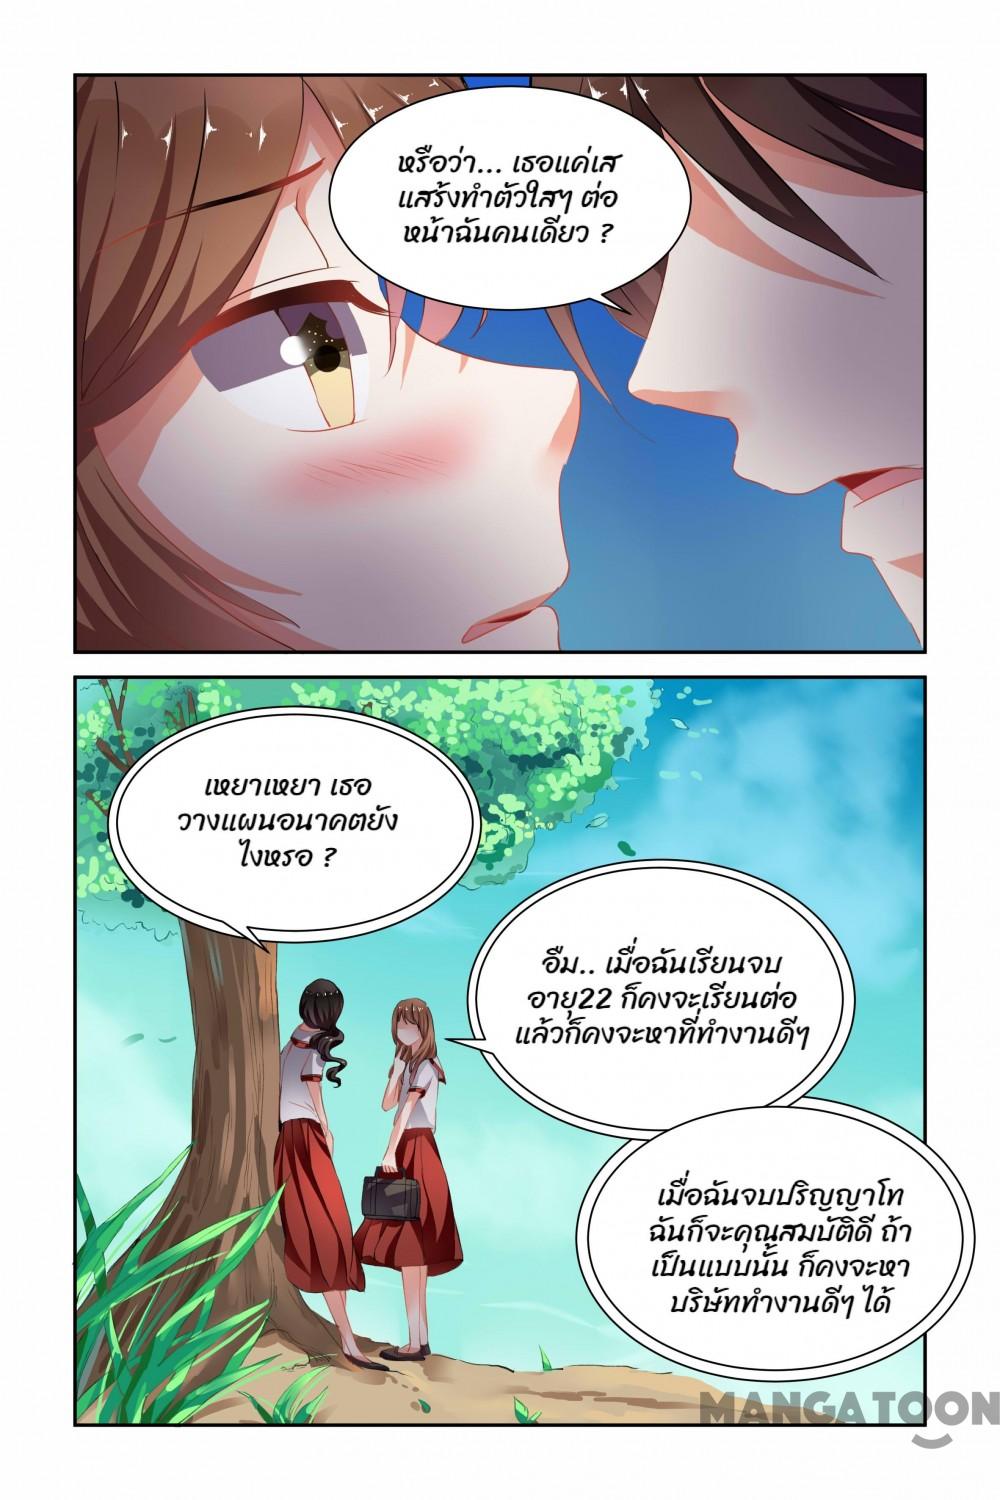 หรือว่า... เธอแค่เส
แสร้งทำตัวใสๆ ต่อ
หน้าฉันคนเดียว ?
เหยาเหยา เธอ
วางแผนอนาคตยัง
ไงหรอ ?
อืม.. เมื่อฉันเรียนจบ
อายุ22 ก็คงจะเรียนต่อ
แล้วก็คงจะหาที่ทำงานดีๆ
เมื่อฉันจบปริญญาโท
ฉันก็จะคุณสมบัติดี ถ้า
เป็นแบบนั้น ก็คงจะหา
บริษัททำงานดีๆ ได้
MANGATOON